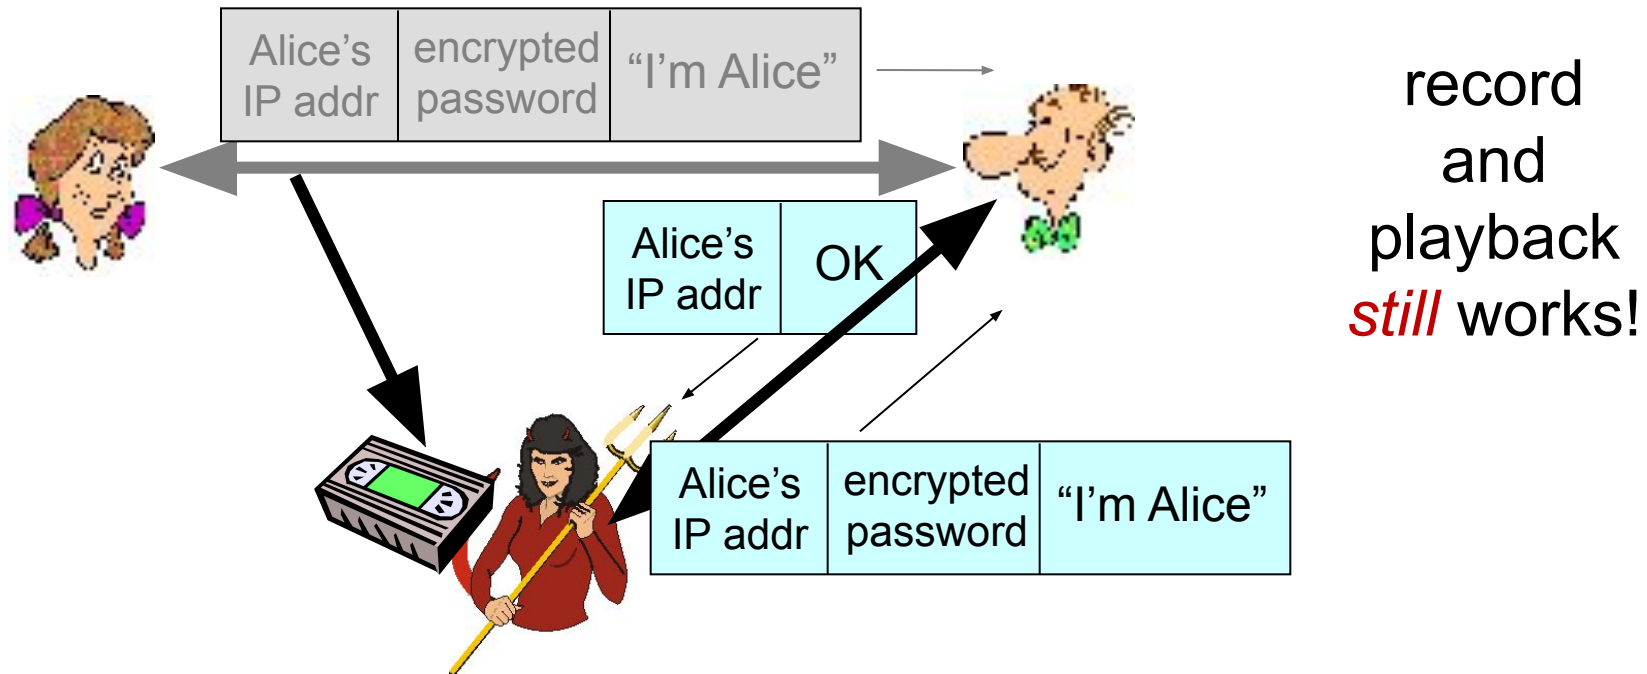 Alice’s
IP addr
encrypted
password
“I’m Alice”
record
and
playback
still works!
Alice’s
IP addr
OK
Alice’s
IP addr
encrypted
password
“I’m Alice”